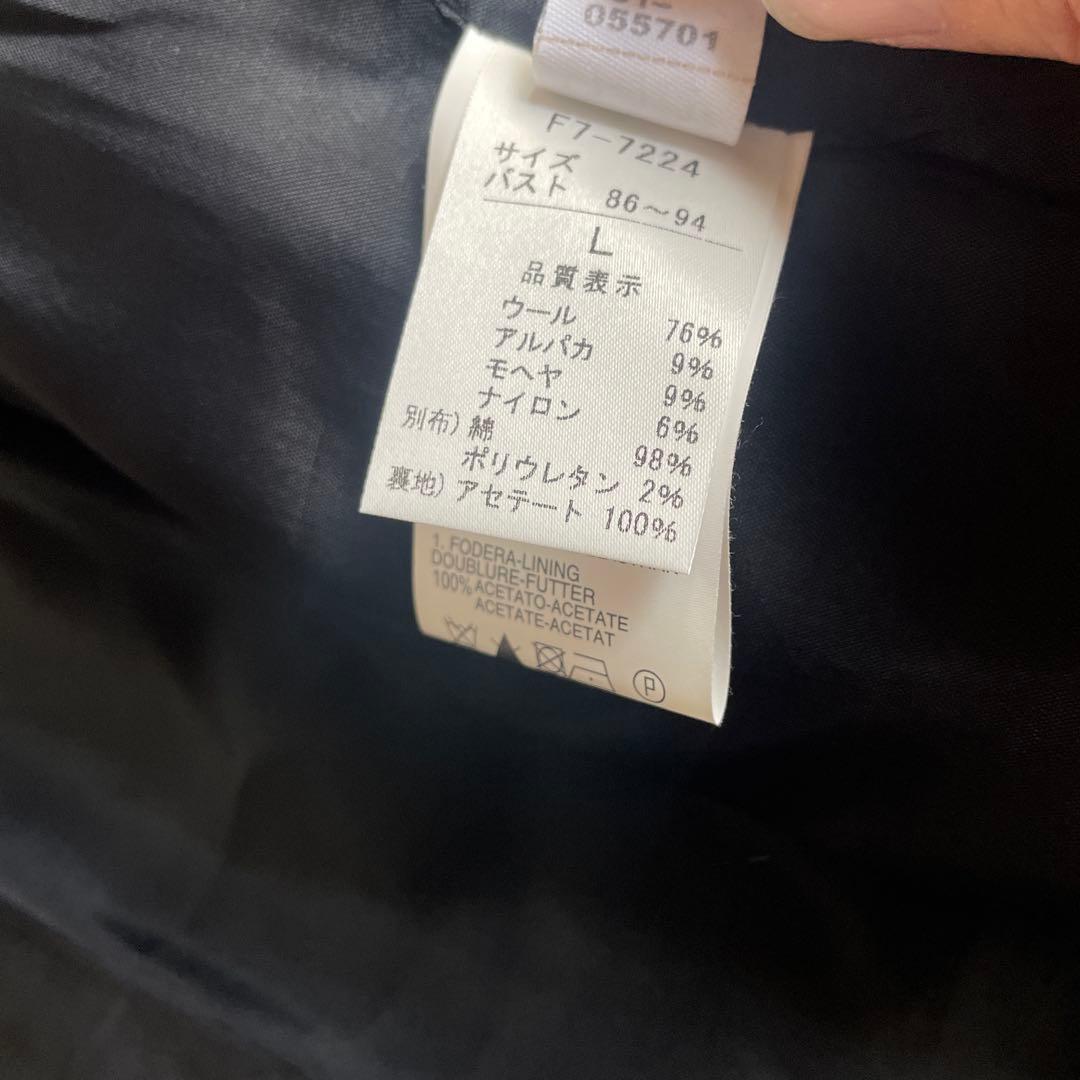 055701
F7-7224
サイズ
バスト 86～94
L
品質表示
ウール 76%
アルパカ 9%
モヘヤ 9%
ナイロン 6%
別布) 綿 98%
ポリウレタン 2%
裏地) アセテート 100%
1. FODERA-LINING
DOUBLURE-FUTTER
100% ACETATO-ACETATE
ACETATE-ACETAT
P